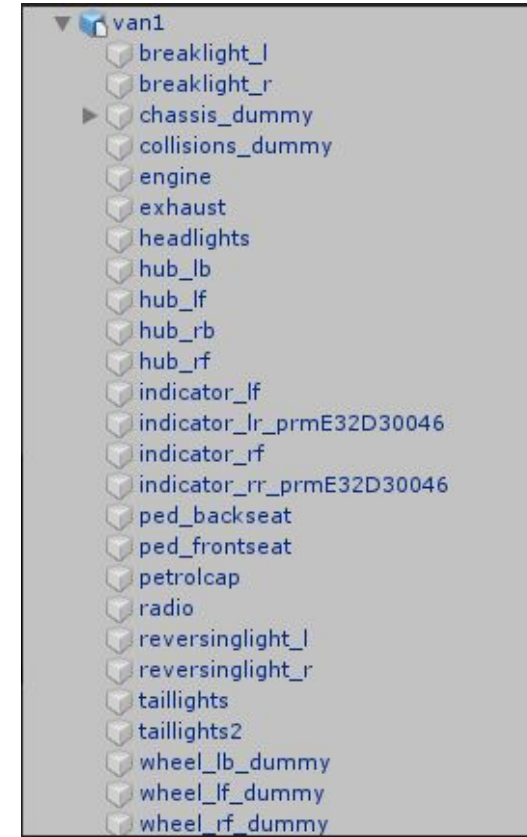 van1
breaklight_l
breaklight_r
chassis_dummy
collisions_dummy
engine
exhaust
headlights
hub_lb
hub_lf
hub_rb
hub_rf
indicator_lf
indicator_lr_prmE32D30046
indicator_rf
indicator_rr_prmE32D30046
ped_backseat
ped_frontseat
petrolcap
radio
reversinglight_l
reversinglight_r
taillights
taillights2
wheel_lb_dummy
wheel_lf_dummy
wheel_rf_dummy